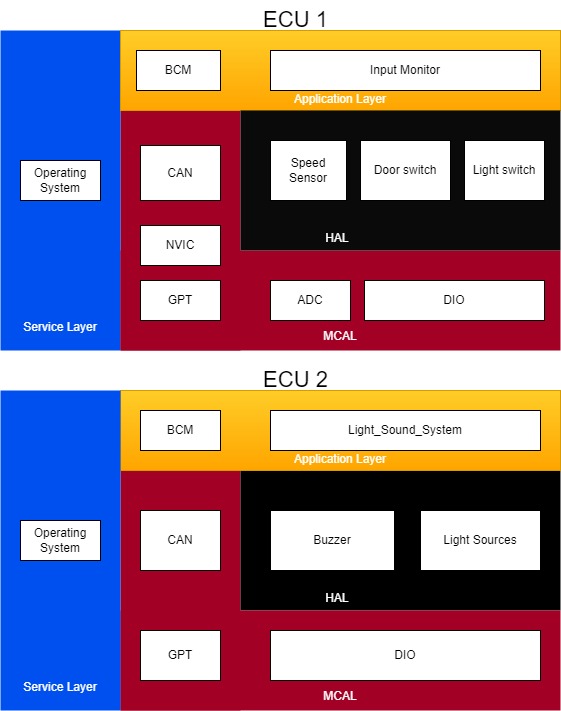 ECU 1
BCM
Input Monitor
Application Layer
Operating
System
CAN
Speed
Sensor
Door switch
Light switch
HAL
NVIC
GPT
ADC
DIO
Service Layer
MCAL
ECU 2
BCM
Light_Sound_System
Application Layer
Operating
System
CAN
Buzzer
Light Sources
HAL
GPT
DIO
Service Layer
MCAL